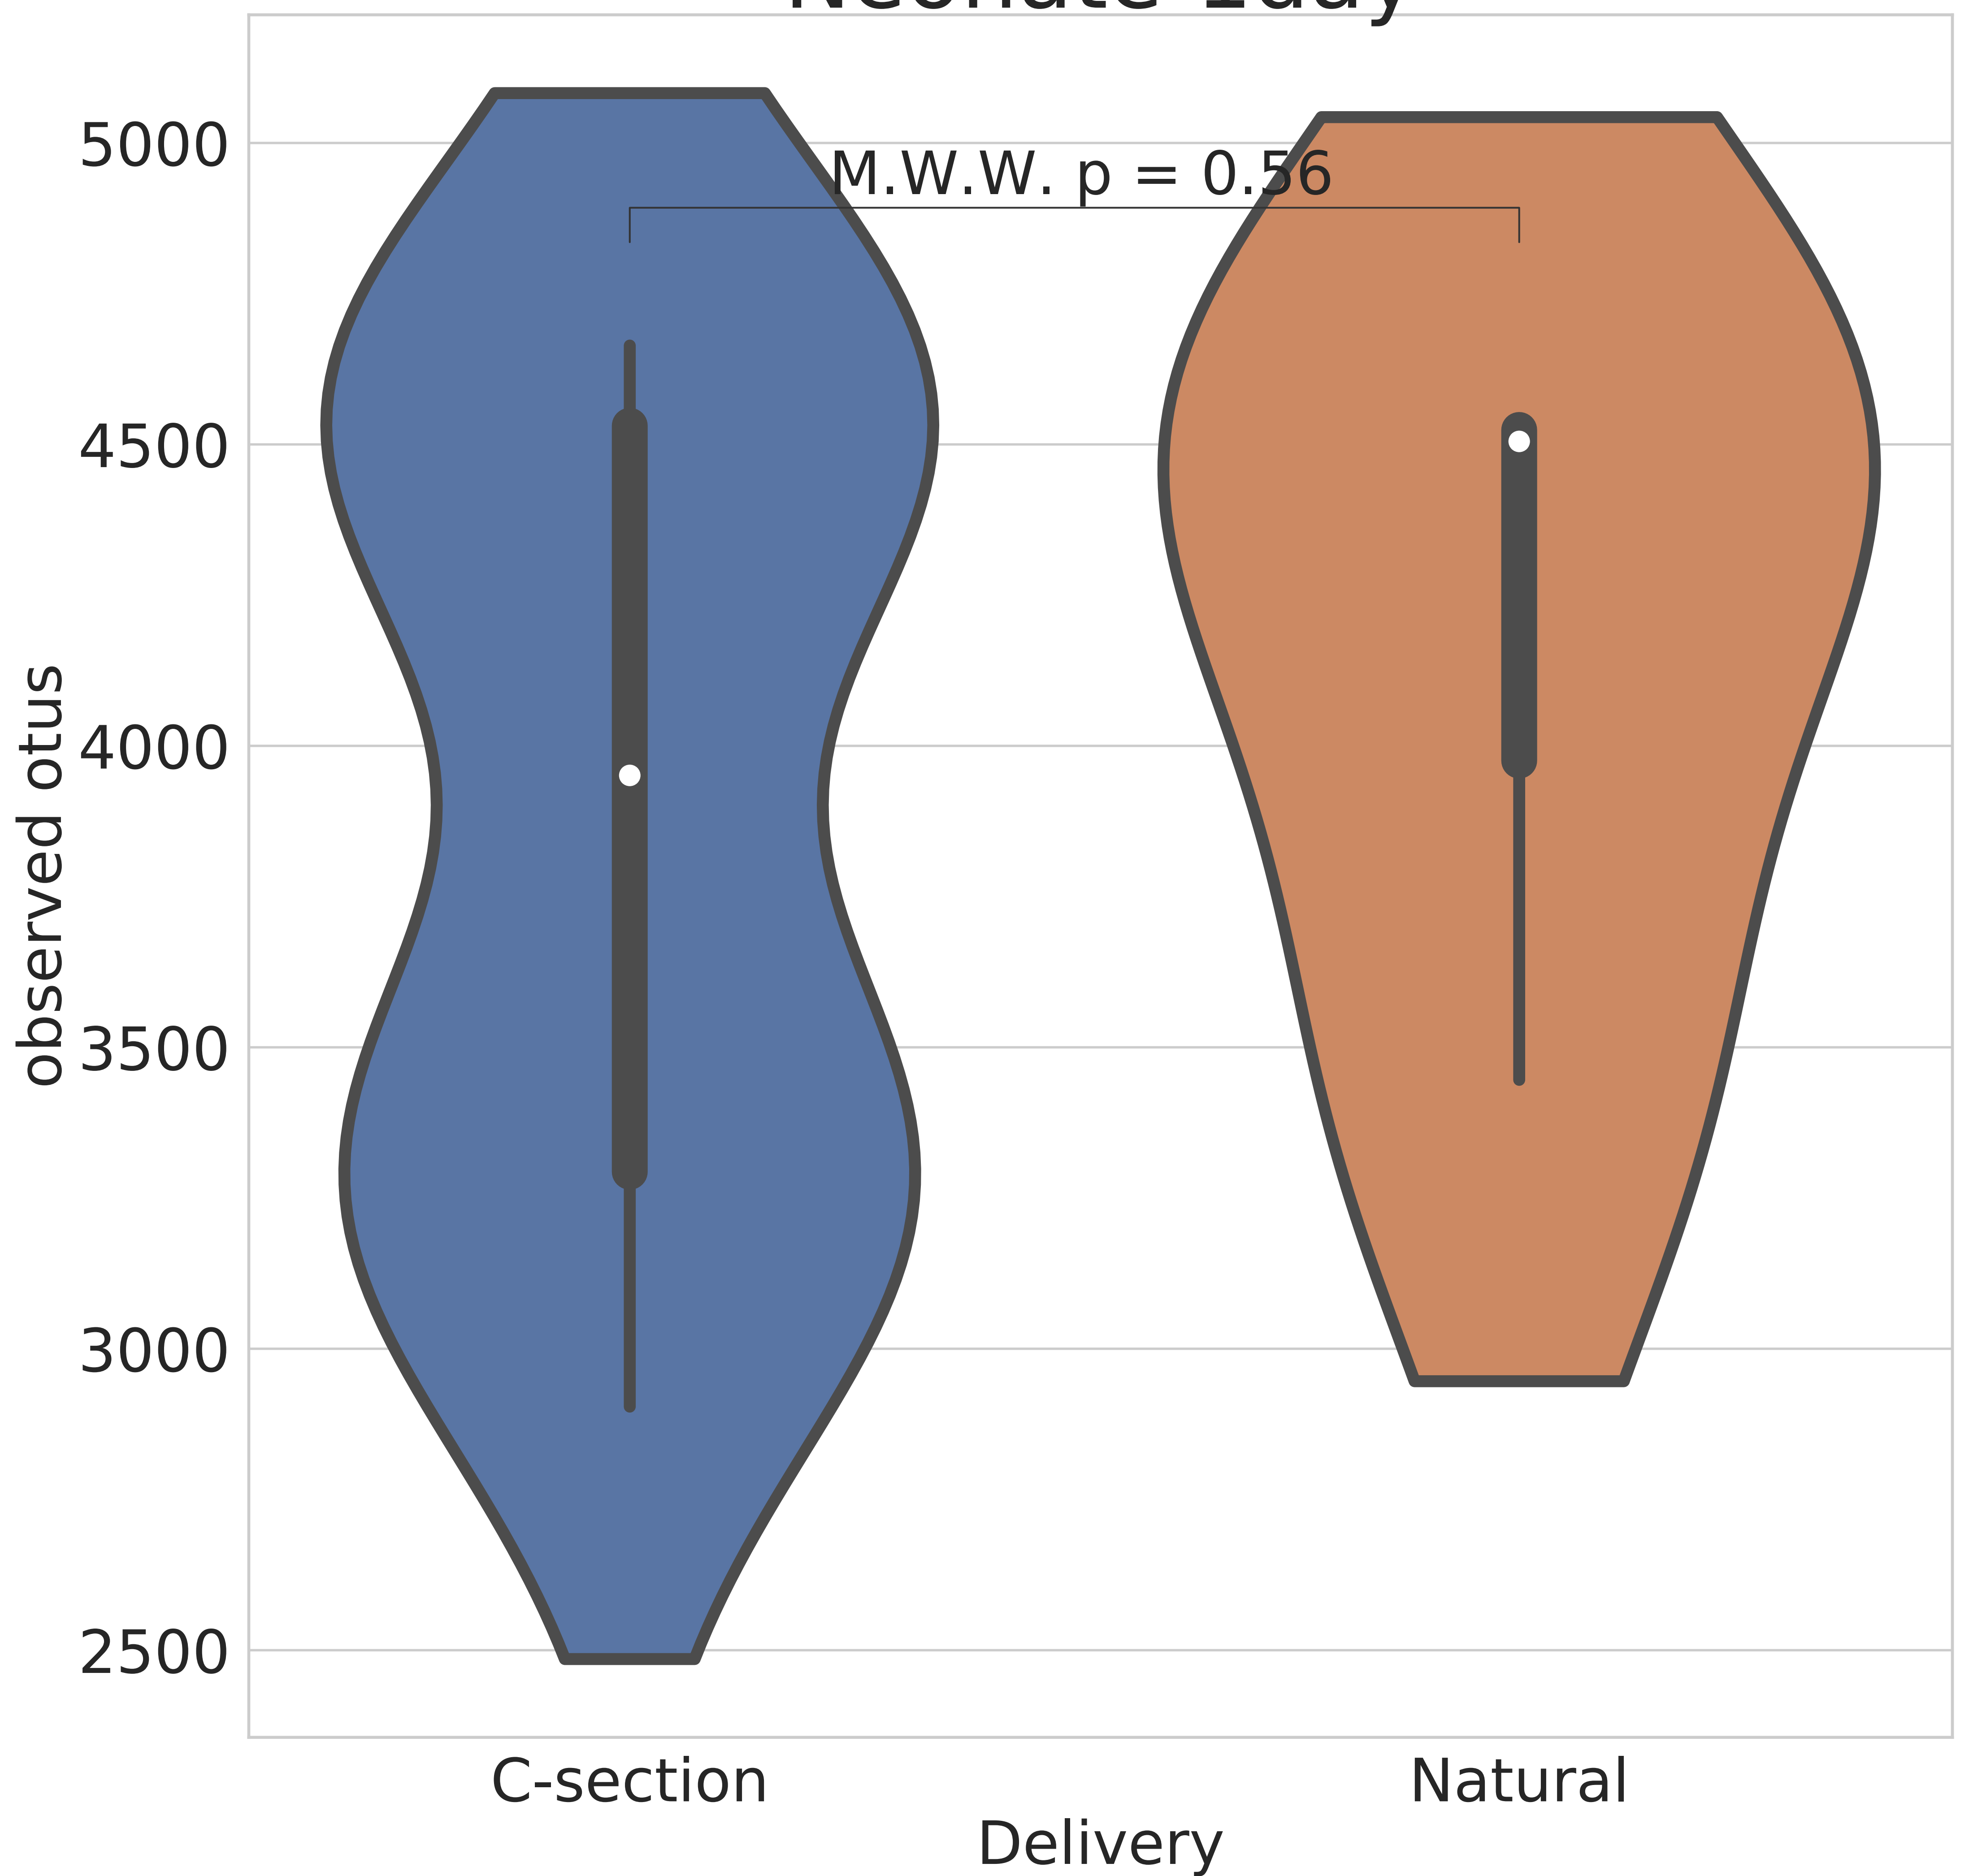 5000
M.W.W. p = 0.56
4500
4000
observed otus
3500
3000
2500
C-section
Natural
Delivery